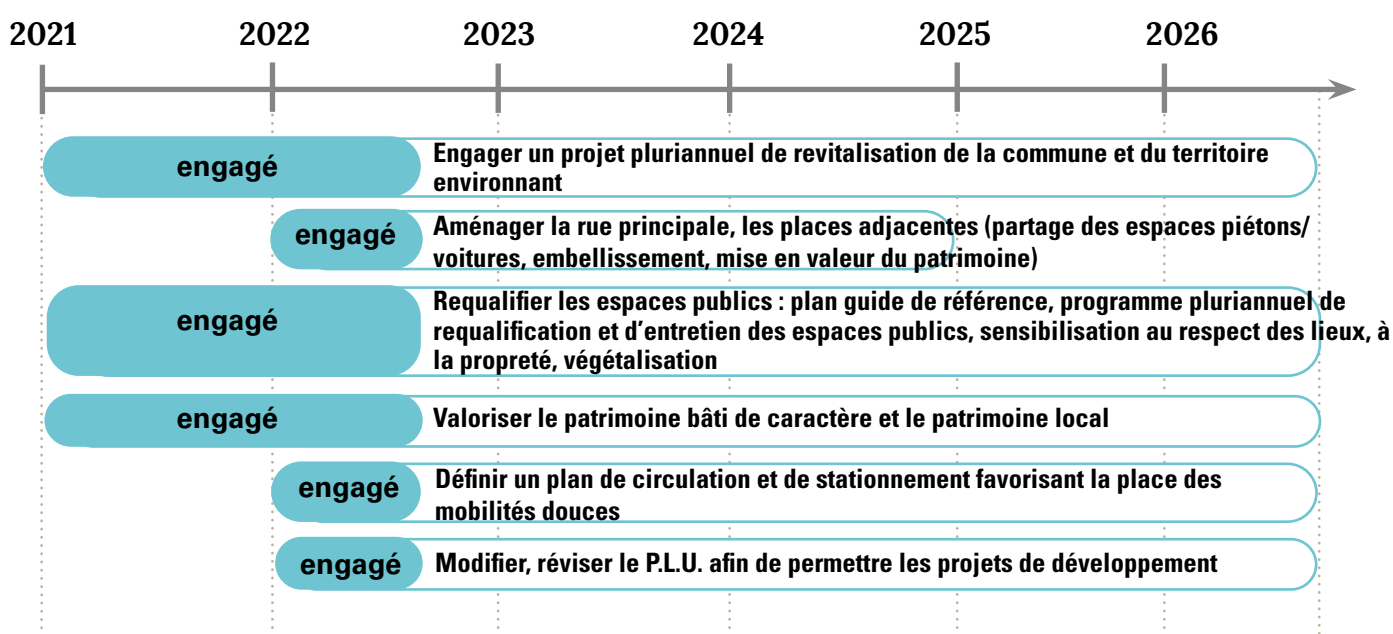 2021 2022 2023 2024 2025 2026
engagé
Engager un projet pluriannuel de revitalisation de la commune et du territoire
environnant
engagé
Aménager la rue principale, les places adjacentes (partage des espaces piétons/
voitures, embellissement, mise en valeur du patrimoine)
engagé
Requalifier les espaces publics : plan guide de référence, programme pluriannuel de
requalification et d’entretien des espaces publics, sensibilisation au respect des lieux, à
la propreté, végétalisation
engagé
Valoriser le patrimoine bâti de caractère et le patrimoine local
engagé
Définir un plan de circulation et de stationnement favorisant la place des
mobilités douces
engagé
Modifier, réviser le P.L.U. afin de permettre les projets de développement